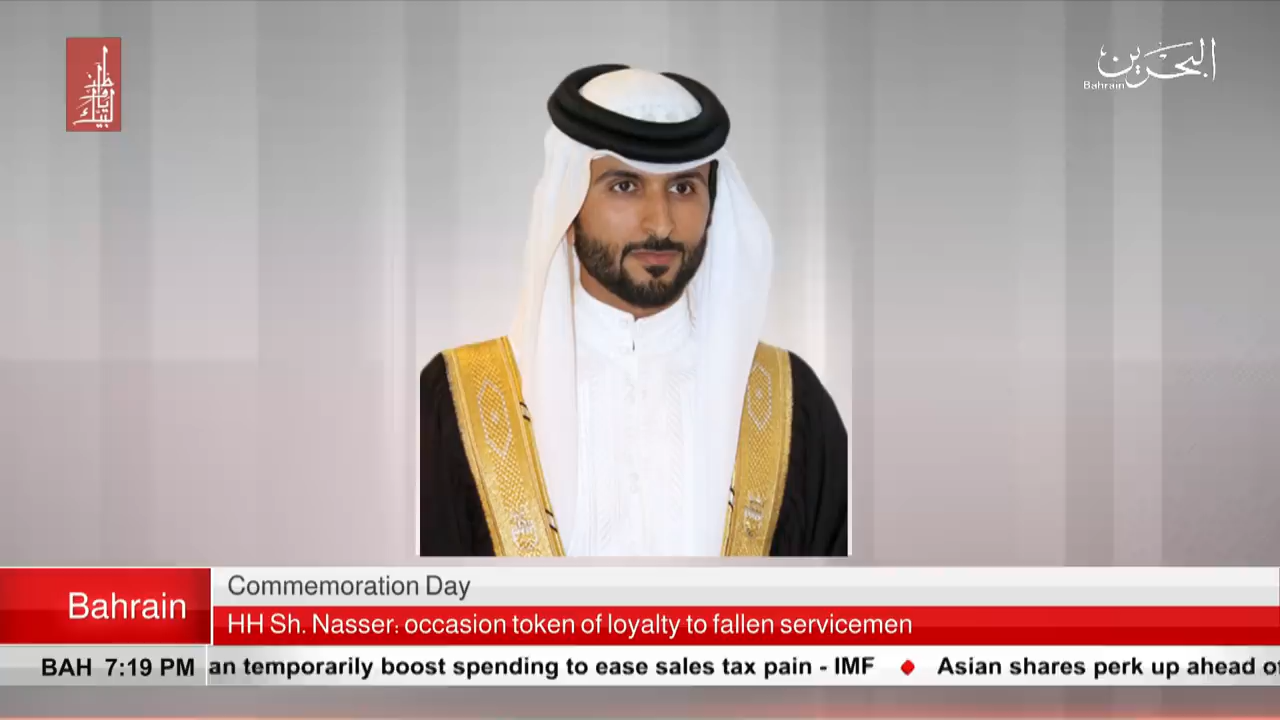 البحرين
Bahrain
Commemoration Day
Bahrain
HH Sh. Nasser: occasion token of loyalty to fallen servicemen
BAH 7:19 PM
an temporarily boost spending to ease sales tax pain - IMF
Asian shares perk up ahead of